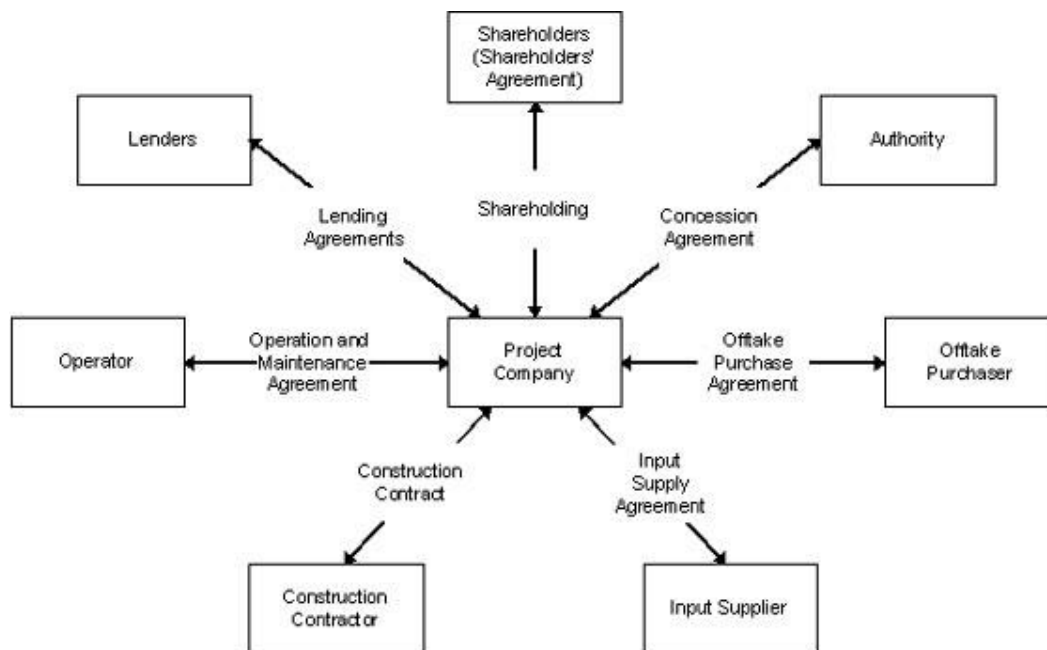 Shareholders
(Shareholders'
Agreement)
Lenders
Authority
Lending
Agreements
Shareholding
Concession
Agreement
Operator
Operation and
Maintenance
Agreement
Project
Company
Offtake
Purchase
Agreement
Offtake
Purchaser
Construction
Contract
Input
Supply
Agreement
Construction
Contractor
Input Supplier